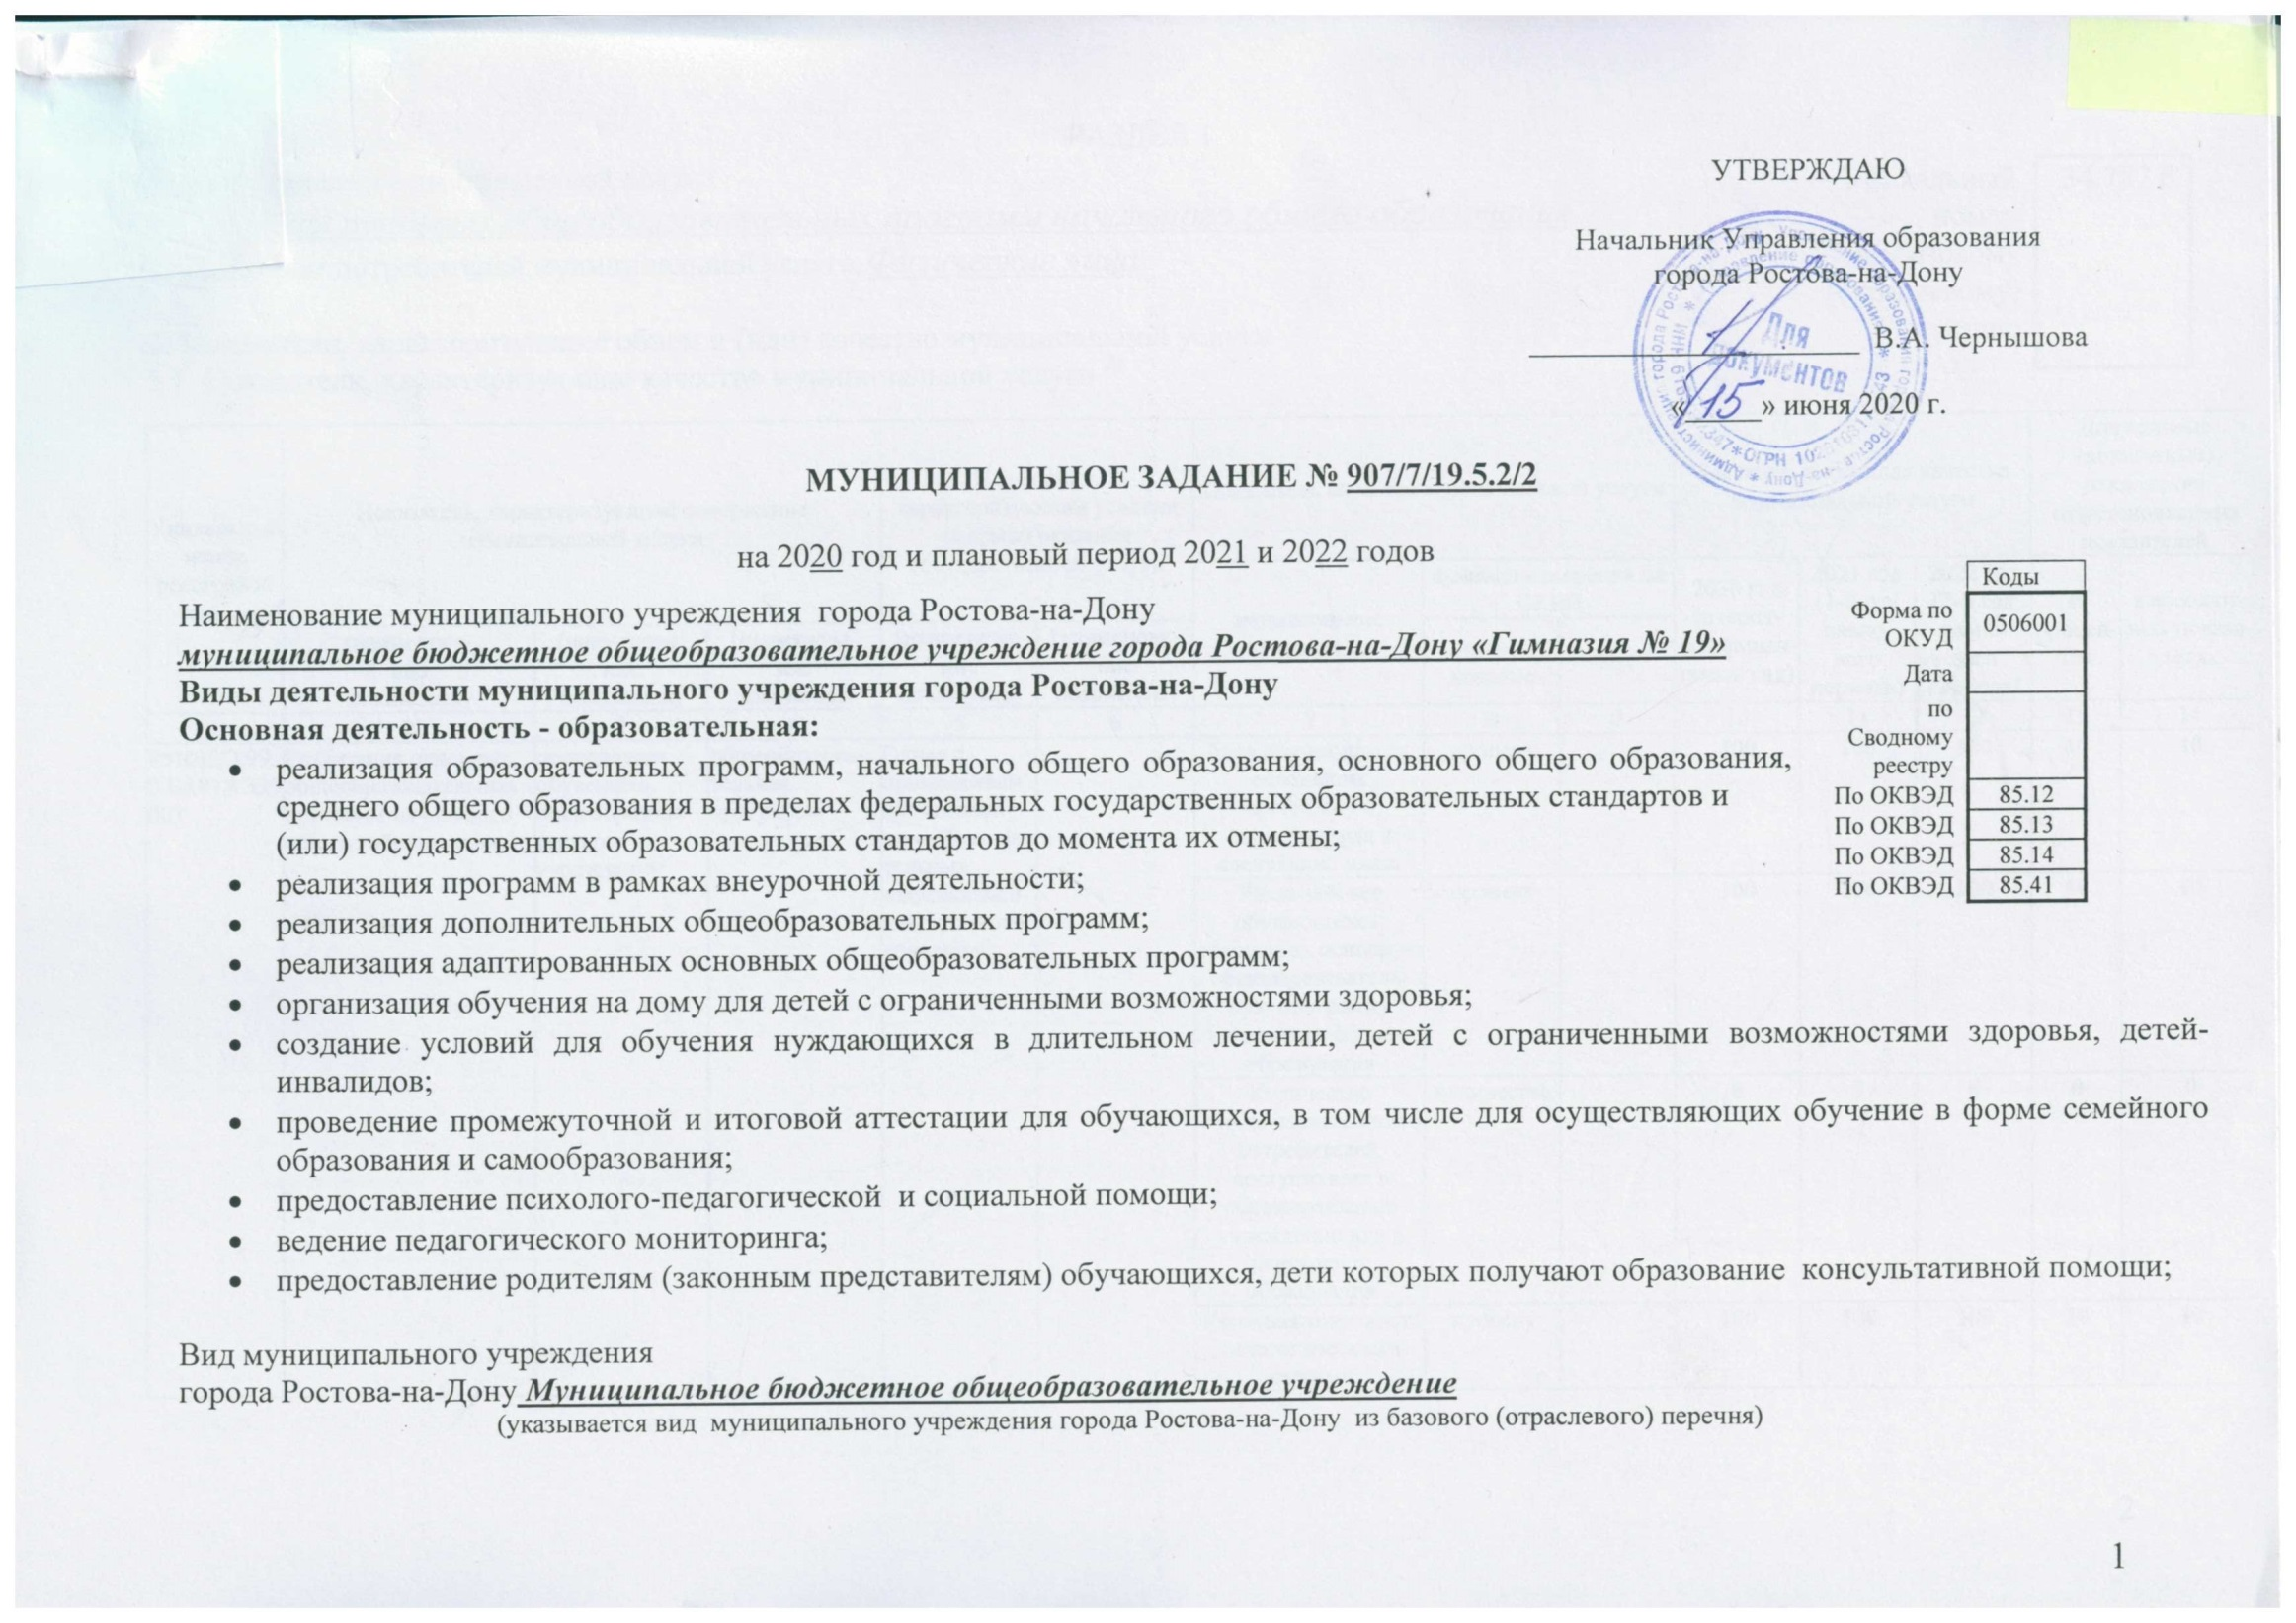 УТВЕРЖДАЮ
Начальник Управления образования
города Ростова-на-Дону
В.А. Чернышова
« 15 » июня 2020 г.
Для
документов
МУНИЦИПАЛЬНОЕ ЗАДАНИЕ № 907/7/19.5.2/2
на 2020 год и плановый период 2021 и 2022 годов
Коды
Форма по
ОКУД
0506001
Дата
по
Сводному
реестру
По ОКВЭД 85.12
По ОКВЭД 85.13
По ОКВЭД 85.14
По ОКВЭД 85.41
Наименование муниципального учреждения  города Ростова-на-Дону
муниципальное бюджетное общеобразовательное учреждение города Ростова-на-Дону «Гимназия № 19»
Виды деятельности муниципального учреждения города Ростова-на-Дону
Основная деятельность - образовательная:
• реализация образовательных программ, начального общего образования, основного общего образования,
среднего общего образования в пределах федеральных государственных образовательных стандартов и
(или) государственных образовательных стандартов до момента их отмены;
• реализация программ в рамках внеурочной деятельности;
• реализация дополнительных общеобразовательных программ;
• реализация адаптированных основных общеобразовательных программ;
• организация обучения на дому для детей с ограниченными возможностями здоровья;
• создание условий для обучения нуждающихся в длительном лечении, детей с ограниченными возможностями здоровья, детей-
инвалидов;
• проведение промежуточной и итоговой аттестации для обучающихся, в том числе для осуществляющих обучение в форме семейного
образования и самообразования;
• предоставление психолого-педагогической  и социальной помощи;
• ведение педагогического мониторинга;
• предоставление родителям (законным представителям) обучающихся, дети которых получают образование  консультативной помощи;
Вид муниципального учреждения
города Ростова-на-Дону Муниципальное бюджетное общеобразовательное учреждение
(указывается вид  муниципального учреждения города Ростова-на-Дону  из базового (отраслевого) перечня)
1